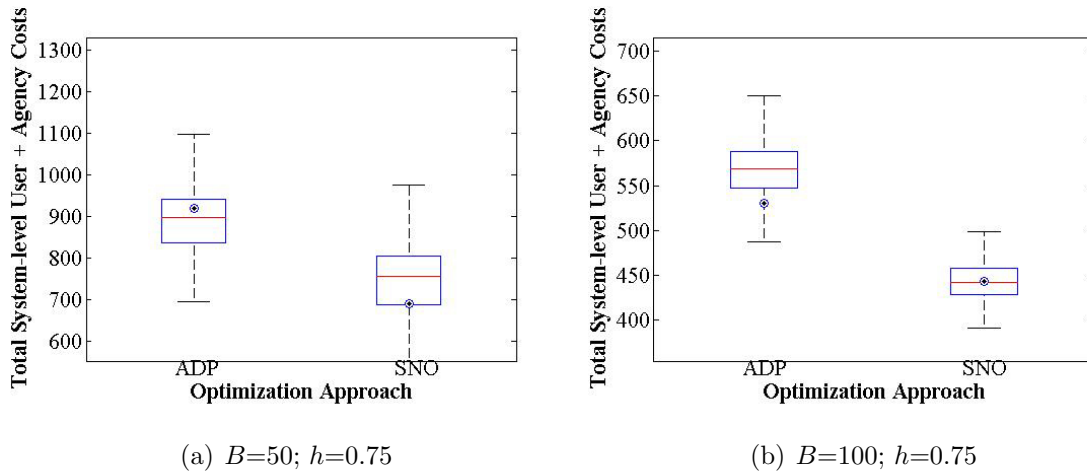 Total System-level User + Agency Costs
1300
1200
1100
1000
900
800
700
600
ADP
SNO
Optimization Approach
(a) B=50; h=0.75
Total System-level User + Agency Costs
700
650
600
550
500
450
400
ADP
SNO
Optimization Approach
(b) B=100; h=0.75